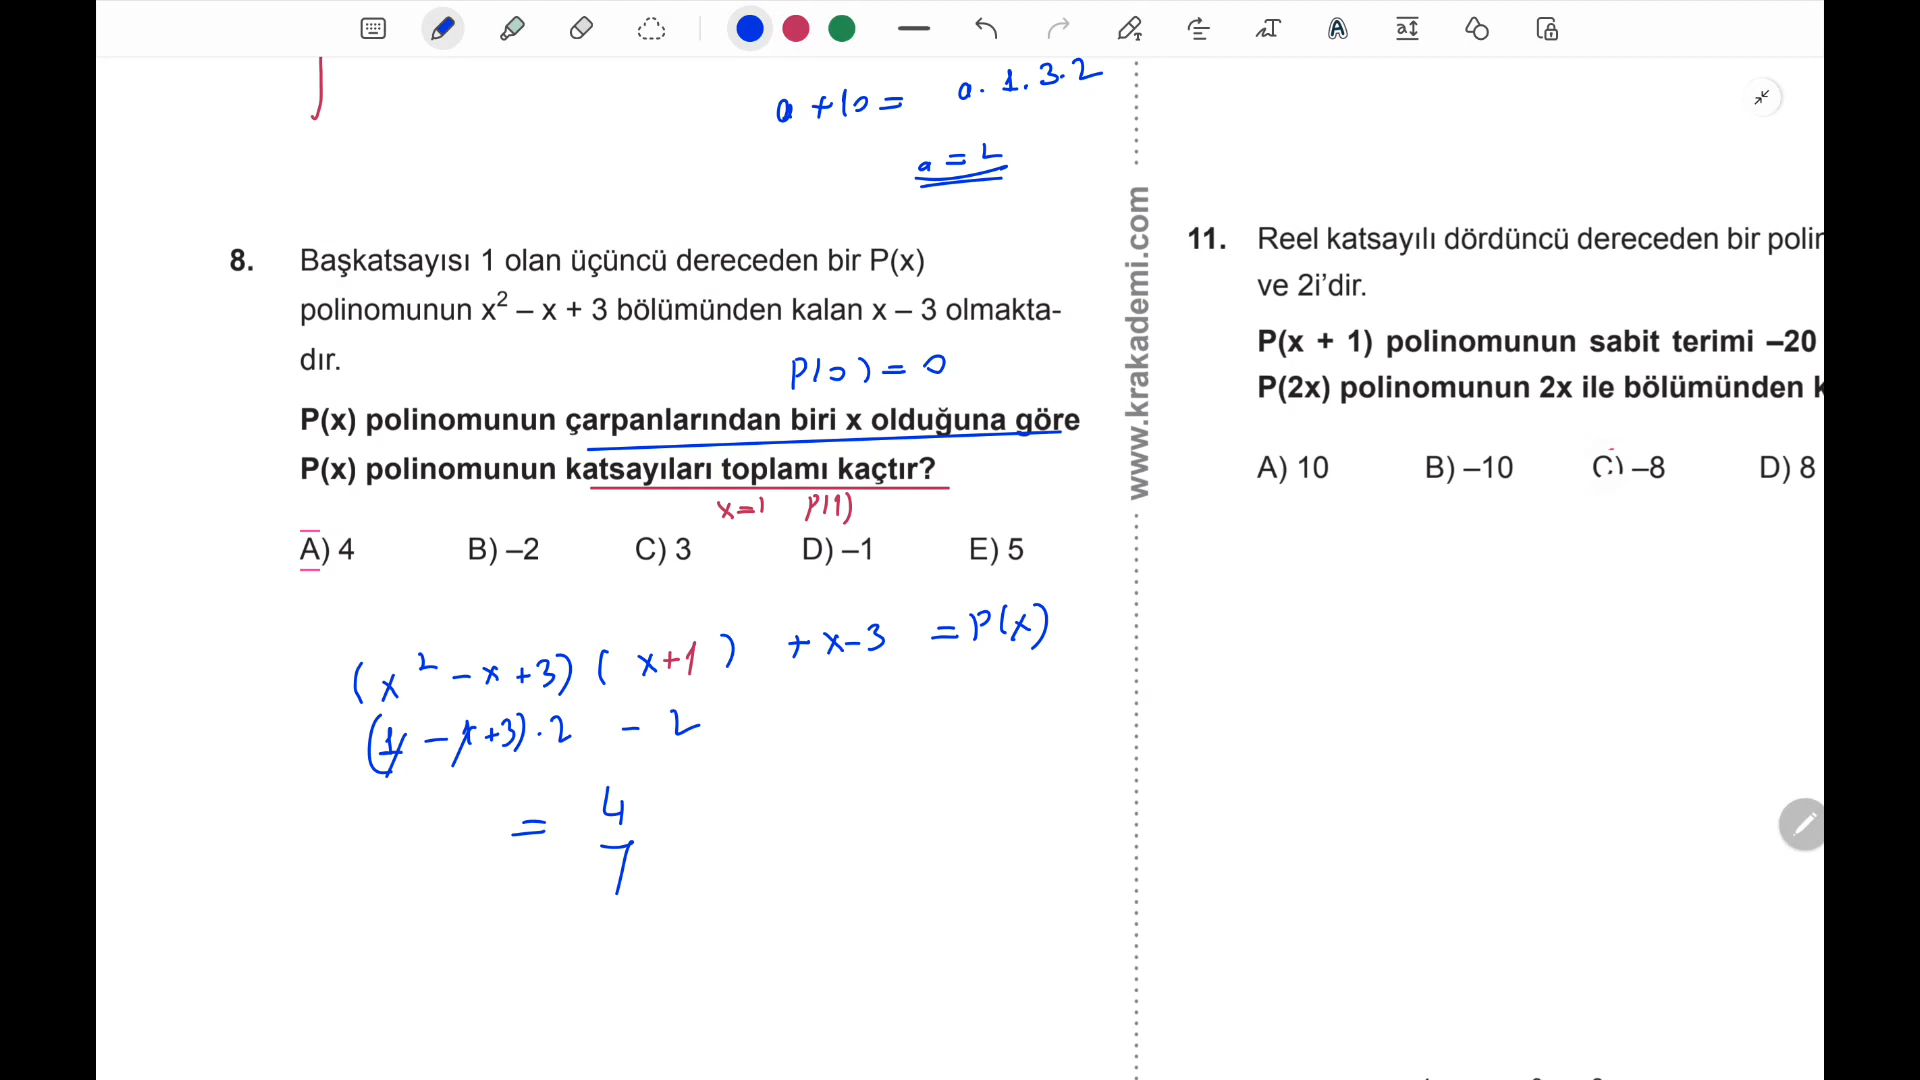 a + 10 = a. 1. 3. 2
a = 2
8. Başkatsayısı 1 olan üçüncü dereceden bir P(x)
polinomunun x² – x + 3 bölümünden kalan x – 3 olmakta-
dır.
P(0) = 0
P(x) polinomunun çarpanlarından biri x olduğuna göre
P(x) polinomunun katsayıları toplamı kaçtır?
x=1 P(1)
A) 4 B) –2 C) 3 D) –1 E) 5
(x² – x + 3) ( x+1 ) + x – 3 = P(x)
(1 – 1 + 3) . 2 – 2
= 4
www.krakademi.com
11. Reel katsayılı dördüncü dereceden bir
ve 2i’dir.
P(x + 1) polinomunun sabit terimi –20
P(2x) polinomunun 2x ile bölümünden
A) 10 B) –10 C) –8 D) 8